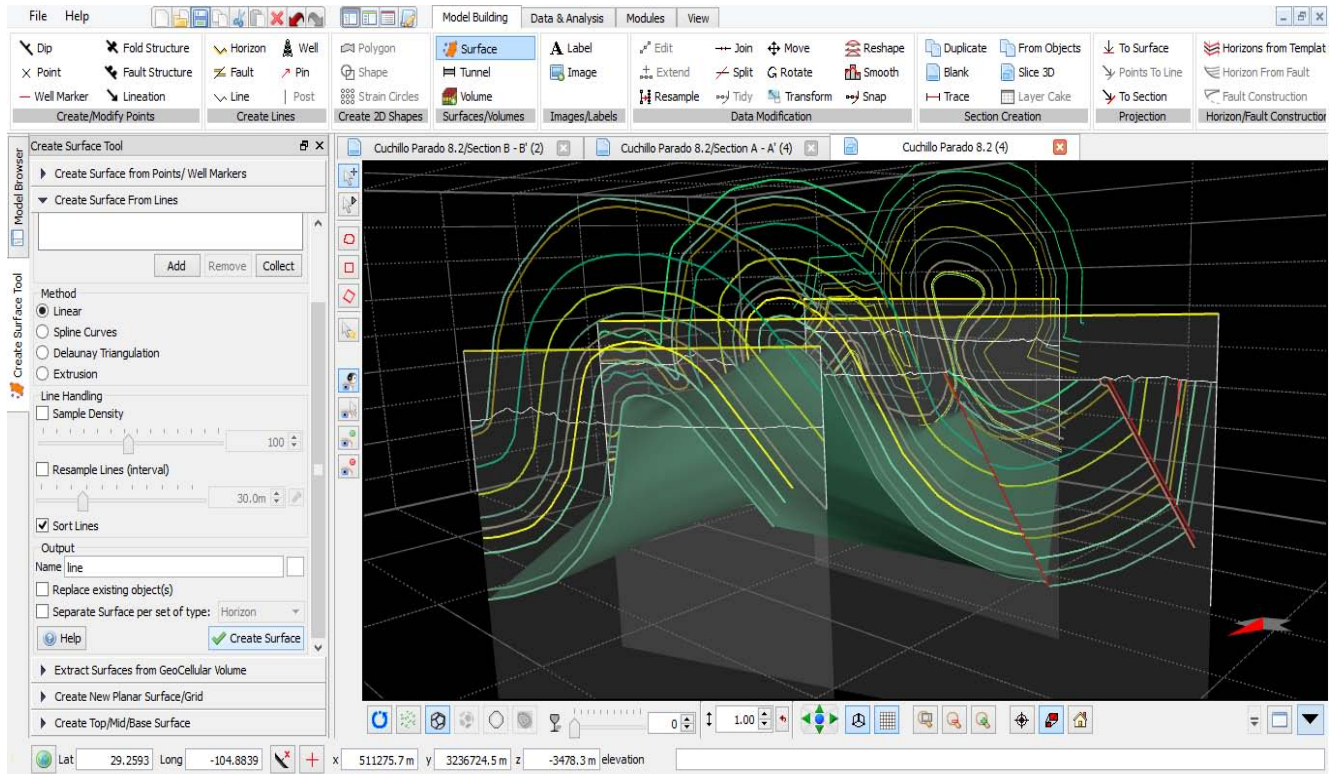 File Help
Model Building Data & Analysis Modules View
Dip Fold Structure Horizon Well Polygon Surface Label Edit Join Move Reshape Duplicate From Objects To Surface Horizons from Templat
Point Fault Structure Fault Pin Shape Tunnel Image Extend Split Rotate Smooth Blank Slice 3D Points To Line Horizon From Fault
Well Marker Lineation Line Post Strain Circles Volume Resample Tidy Transform Snap Trace Layer Cake To Section Fault Construction
Create/Modify Points Create Lines Create 2D Shapes Surfaces/Volumes Images/Labels Data Modification Section Creation Projection Horizon/Fault Constructior
Model Browser
Create Surface Tool
Create Surface Tool
Cuchillo Parado 8.2/Section B - B' (2) Cuchillo Parado 8.2/Section A - A' (4) Cuchillo Parado 8.2 (4)
Create Surface from Points/ Well Markers
Create Surface From Lines
Add Remove Collect
Method
Linear
Spline Curves
Delaunay Triangulation
Extrusion
Line Handling
Sample Density
100
Resample Lines (interval)
30.0m
Sort Lines
Output
Name line
Replace existing object(s)
Separate Surface per set of type: Horizon
Help Create Surface
Extract Surfaces from GeoCellular Volume
Create New Planar Surface/Grid
Create Top/Mid/Base Surface
0 1.00
Lat 29.2593 Long -104.8839 x 511275.7 m y 3236724.5 m z -3478.3 m elevation